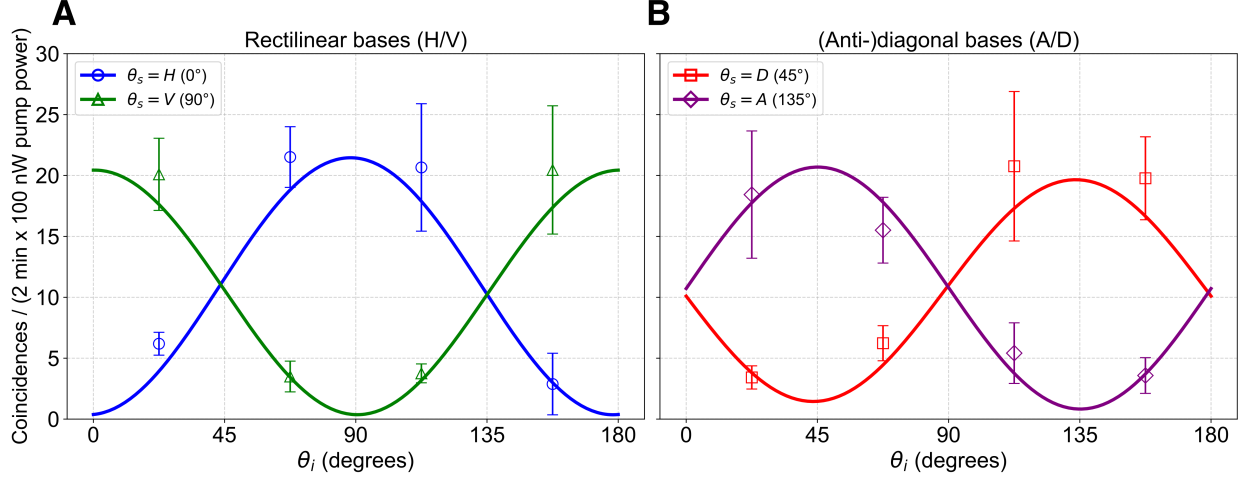 A
B
Rectilinear bases (H/V)
(Anti-)diagonal bases (A/D)
Coincidences / (2 min x 100 nW pump power)
30
25
20
15
10
5
0
θs = H (0°)
θs = V (90°)
θs = D (45°)
θs = A (135°)
0 45 90 135 180
0 45 90 135 180
θi (degrees)
θi (degrees)